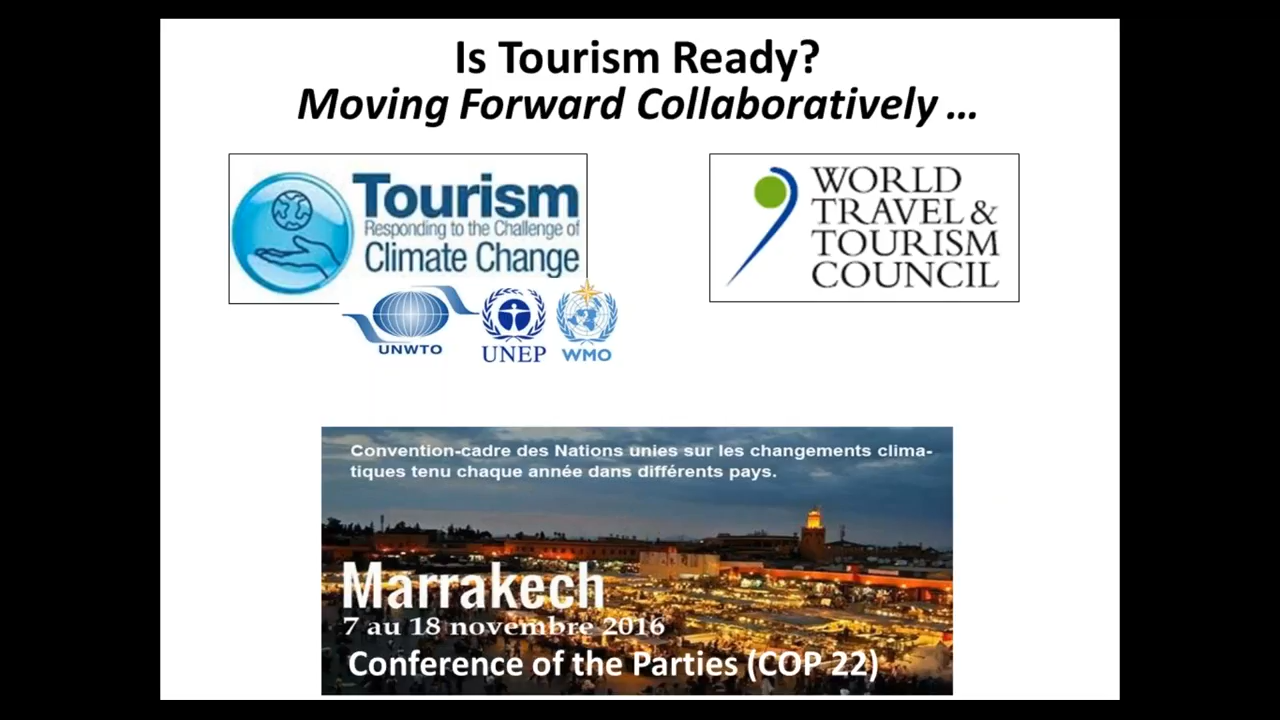 Is Tourism Ready?
Moving Forward Collaboratively ...
Tourism
Responding to the Challenge of
Climate Change
UNWTO
UNEP
WMO
WORLD
TRAVEL &
TOURISM
COUNCIL
Convention-cadre des Nations unies sur les changements clima-
tiques tenu chaque année dans différents pays.
Marrakech
7 au 18 novembre 2016
Conference of the Parties (COP 22)